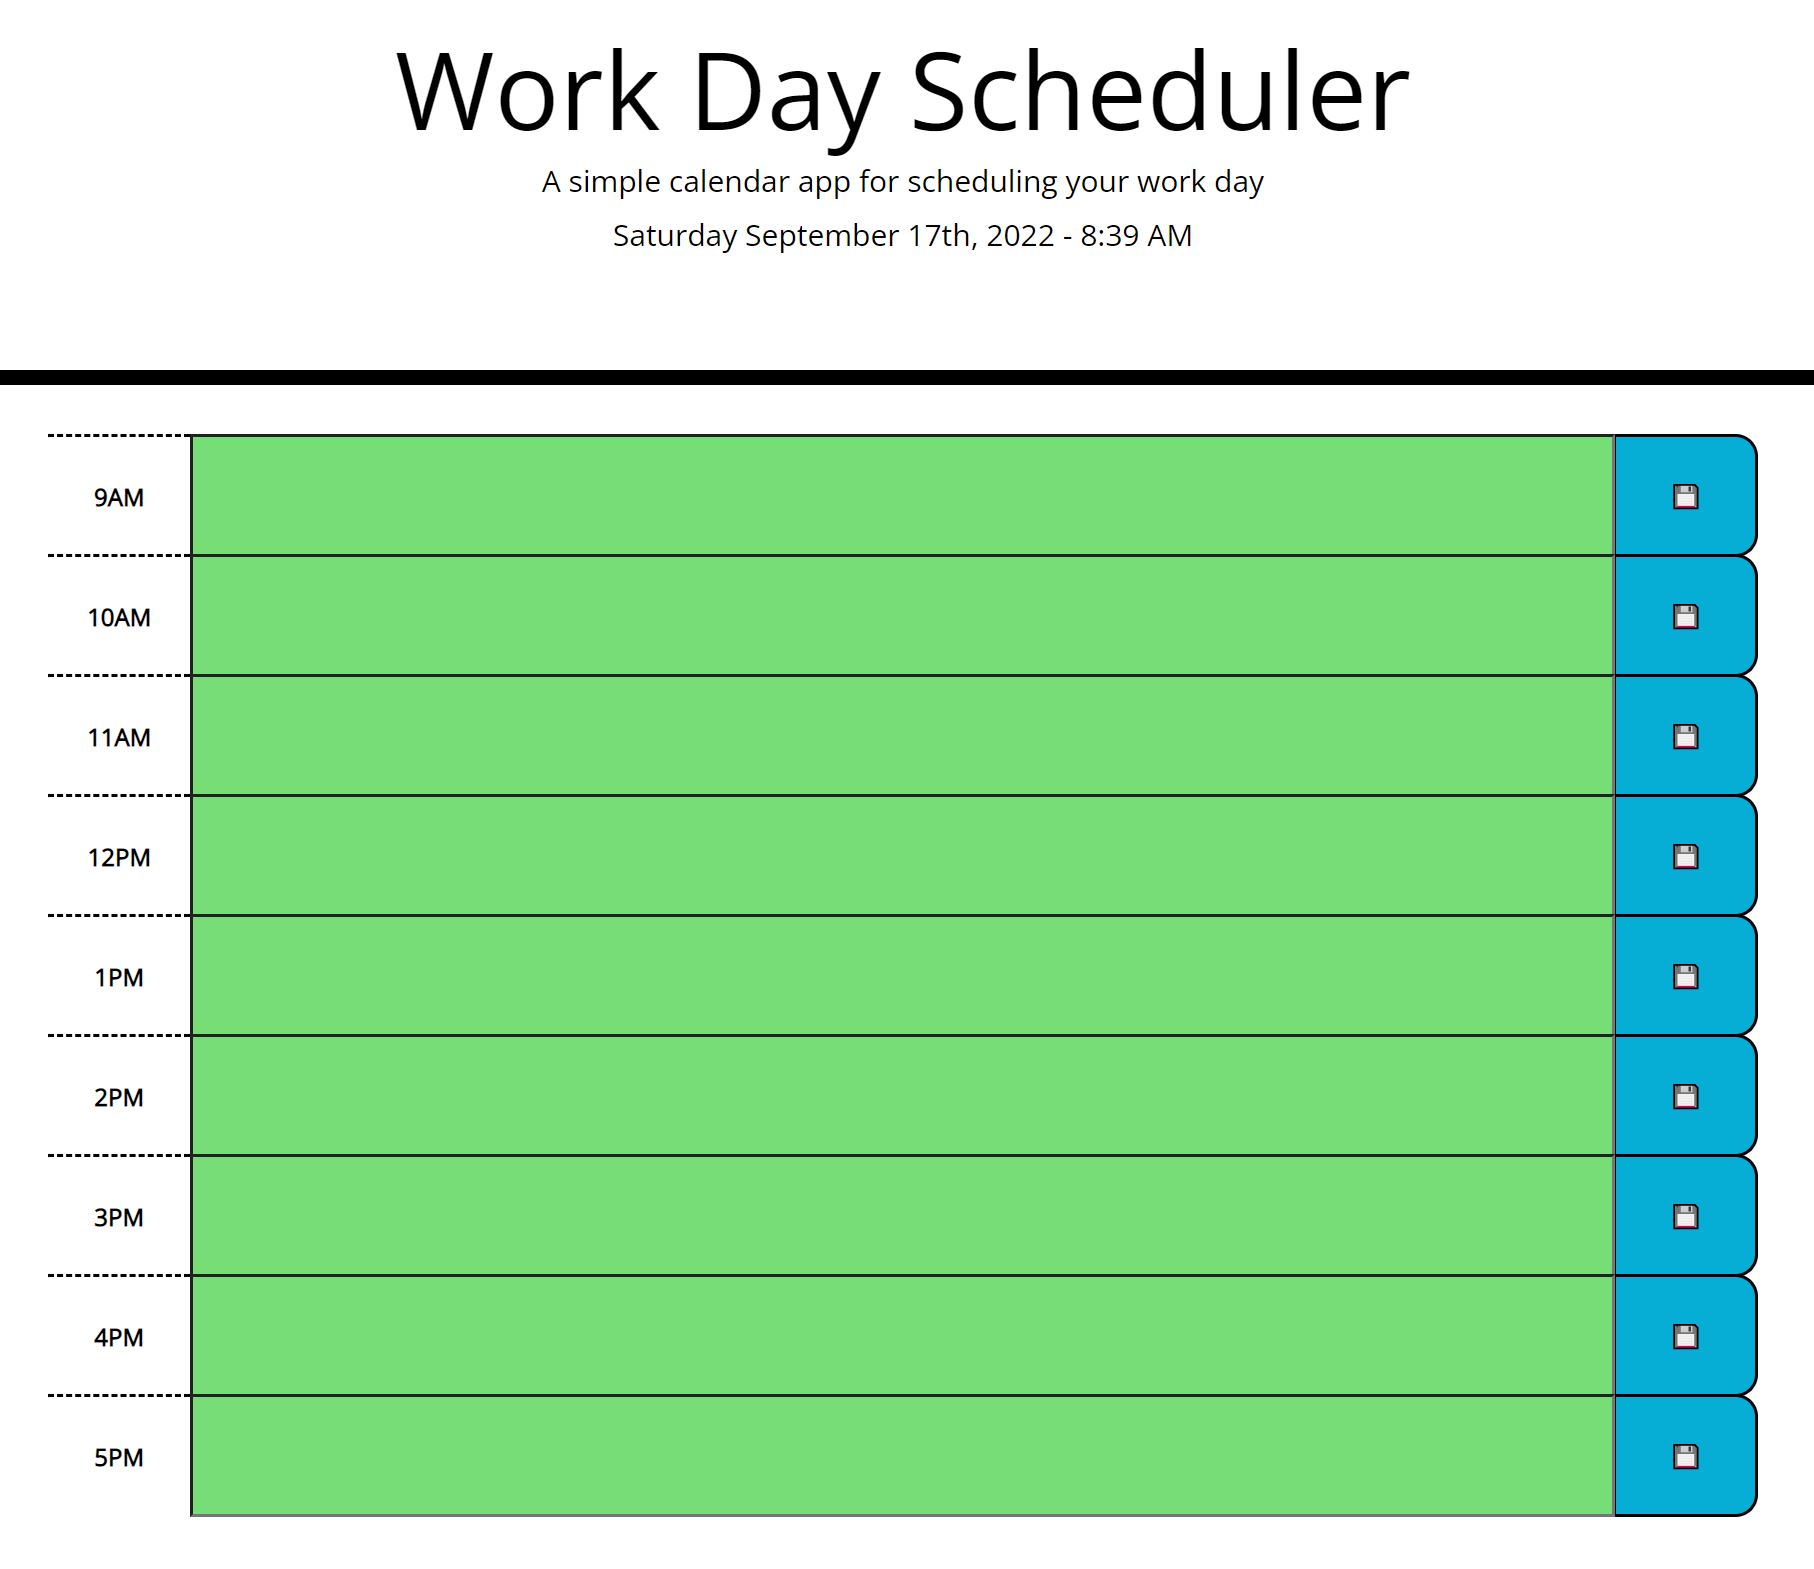 Work Day Scheduler
A simple calendar app for scheduling your work day
Saturday September 17th, 2022 - 8:39 AM
9AM
10AM
11AM
12PM
1PM
2PM
3PM
4PM
5PM